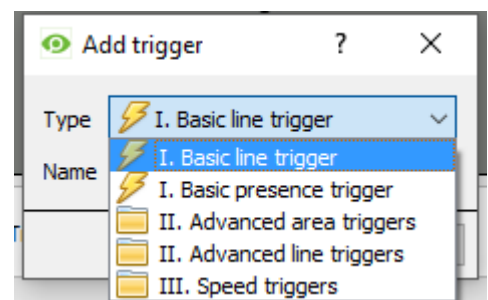 Add trigger ?
Type I. Basic line trigger
I. Basic line trigger
Name
I. Basic presence trigger
II. Advanced area triggers
II. Advanced line triggers
III. Speed triggers